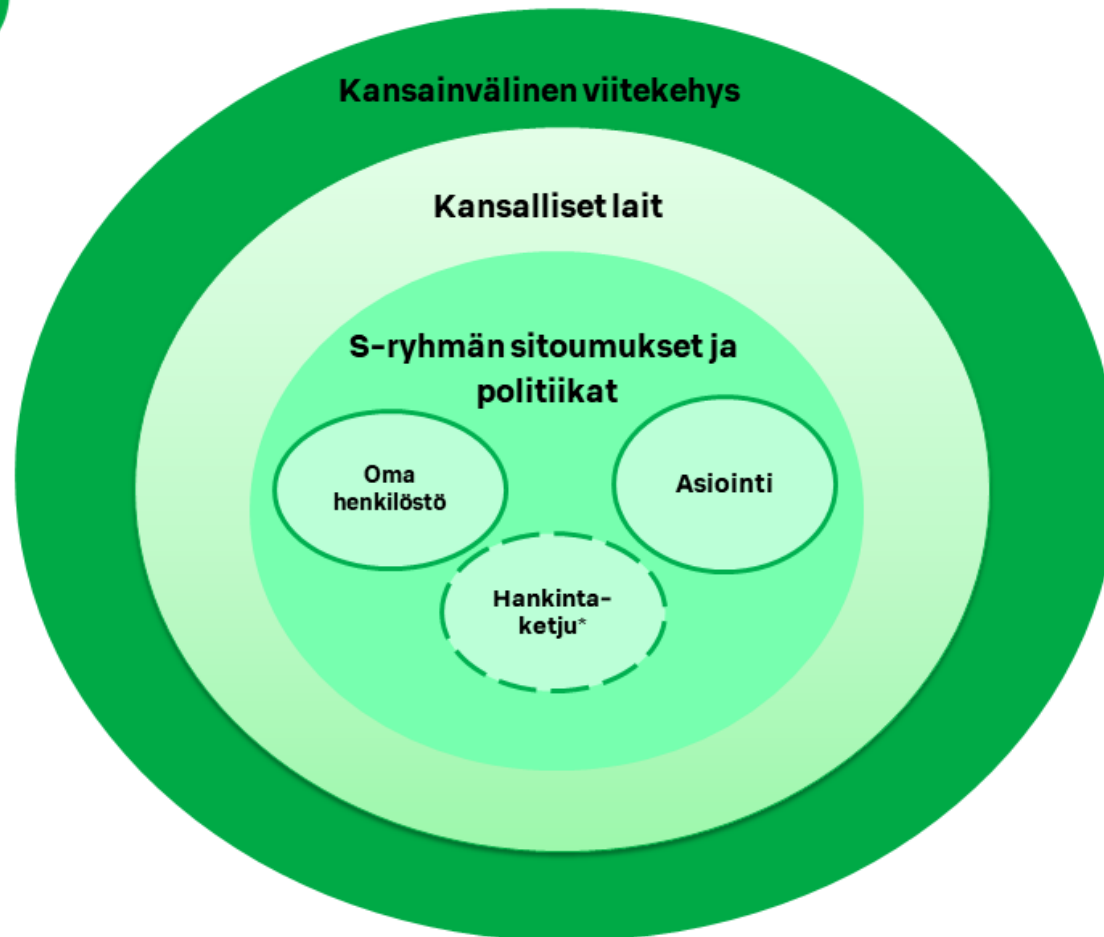 Kansainvälinen viitekehys
Kansalliset lait
S-ryhmän sitoumukset ja
politiikat
Oma
henkilöstö
Asiointi
Hankinta-
ketju*